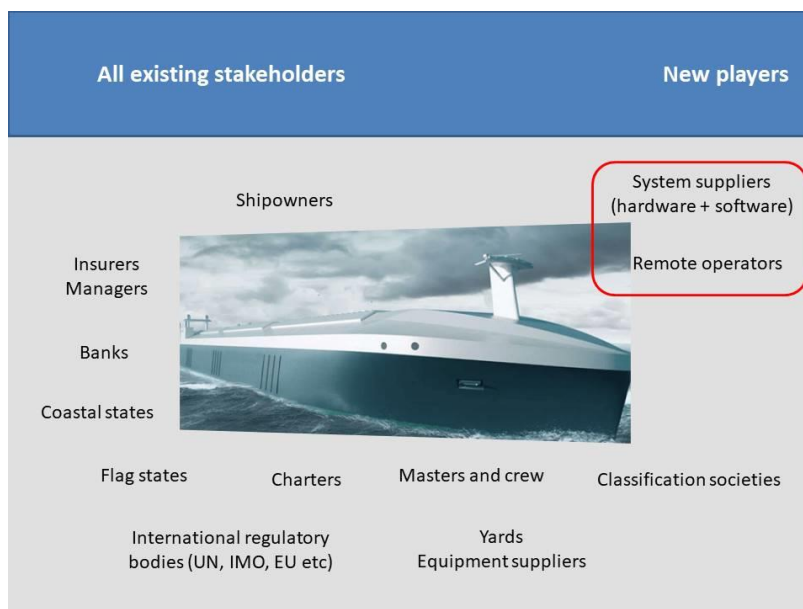 All existing stakeholders
New players
System suppliers
(hardware + software)
Remote operators
Shipowners
Insurers
Managers
Banks
Coastal states
Flag states
Charters
Masters and crew
Classification societies
International regulatory
bodies (UN, IMO, EU etc)
Yards
Equipment suppliers